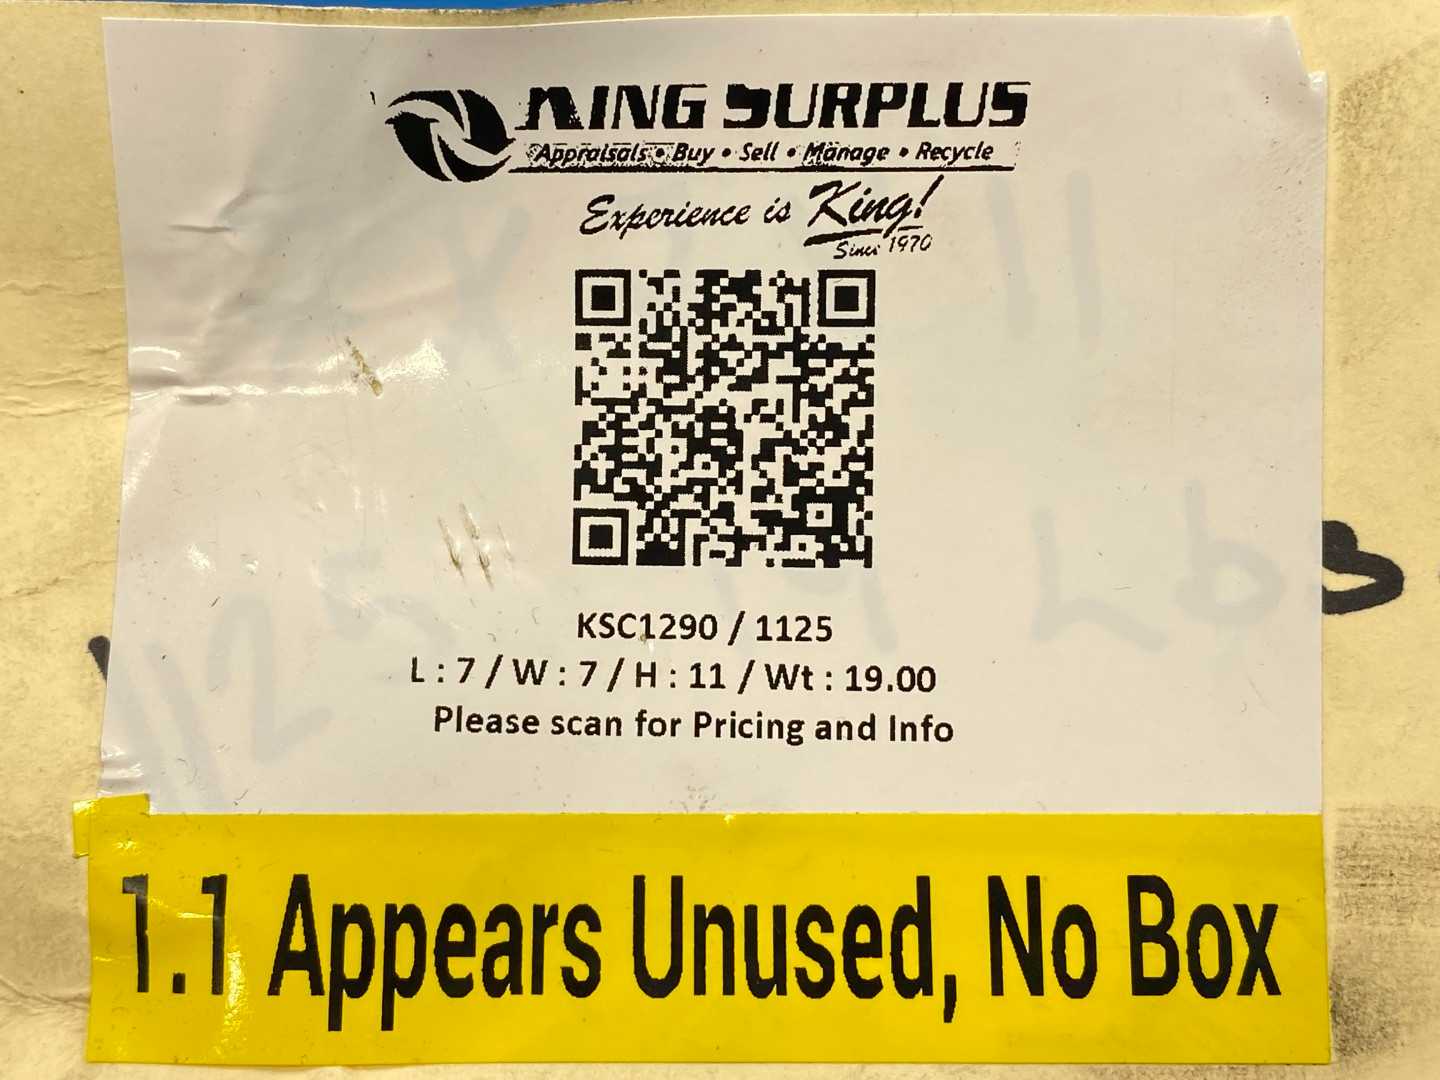 KING SURPLUS
Appraisals • Buy • Sell • Manage • Recycle
Experience is King!
Since 1970
KSC1290 / 1125
L : 7 / W : 7 / H : 11 / Wt : 19.00
Please scan for Pricing and Info
1.1 Appears Unused, No Box